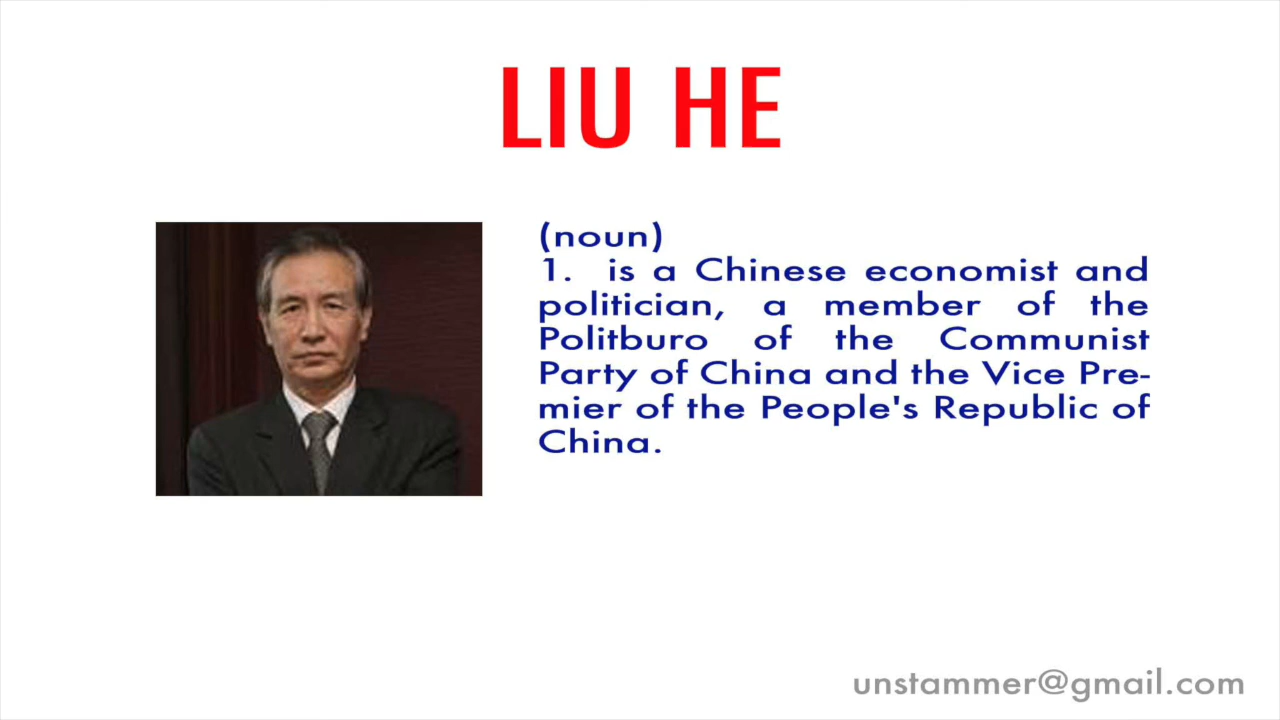 LIU HE
(noun)
1. is a Chinese economist and
politician, a member of the
Politburo of the Communist
Party of China and the Vice Pre-
mier of the People's Republic of
China.
unstammer@gmail.com